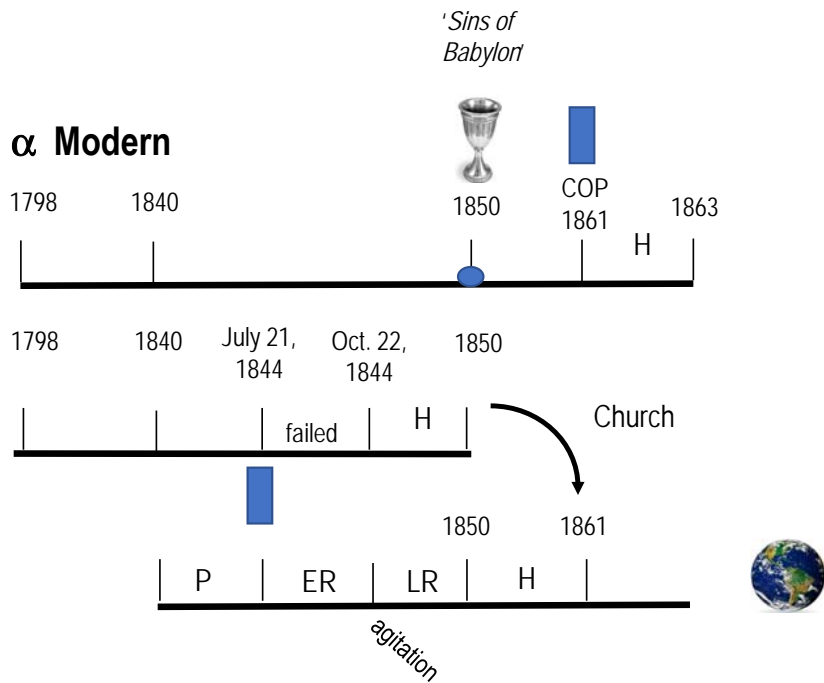 'Sins of
Babylon'
α Modern
1798 1840 1850 COP
1861 1863
H
1798 1840 July 21,
1844 Oct. 22,
1844 1850
failed H Church
1850 1861
P ER LR H
agitation